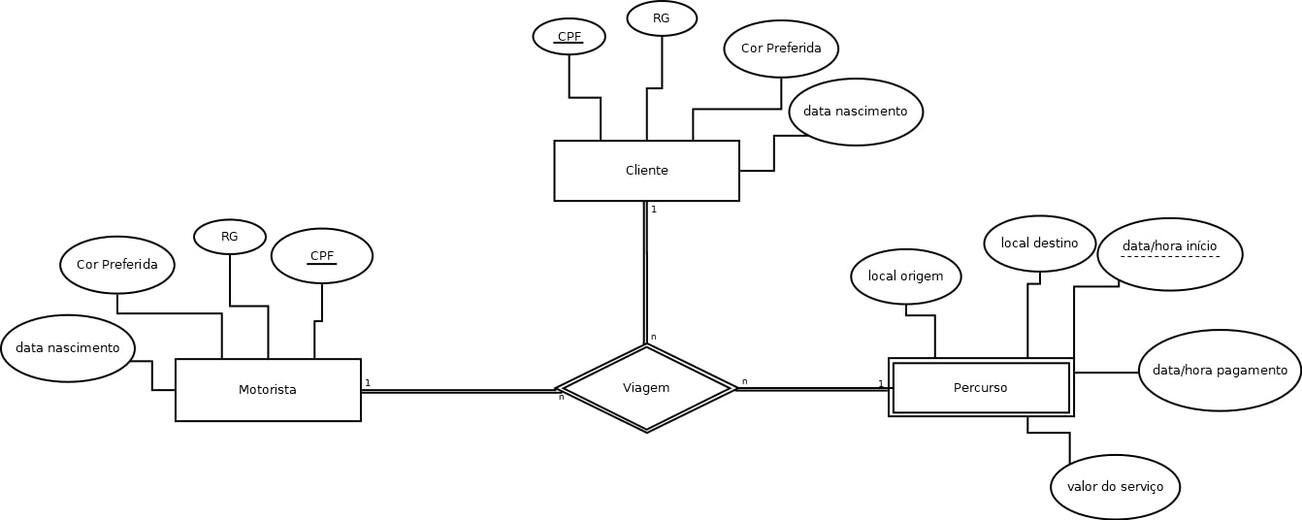 RG
CPF
Cor Preferida
data nascimento
Cliente
1
RG
CPF
Cor Preferida
data nascimento
Motorista
1
n
n
Viagem
n
1
local destino
data/hora início
local origem
data/hora pagamento
Percurso
valor do serviço